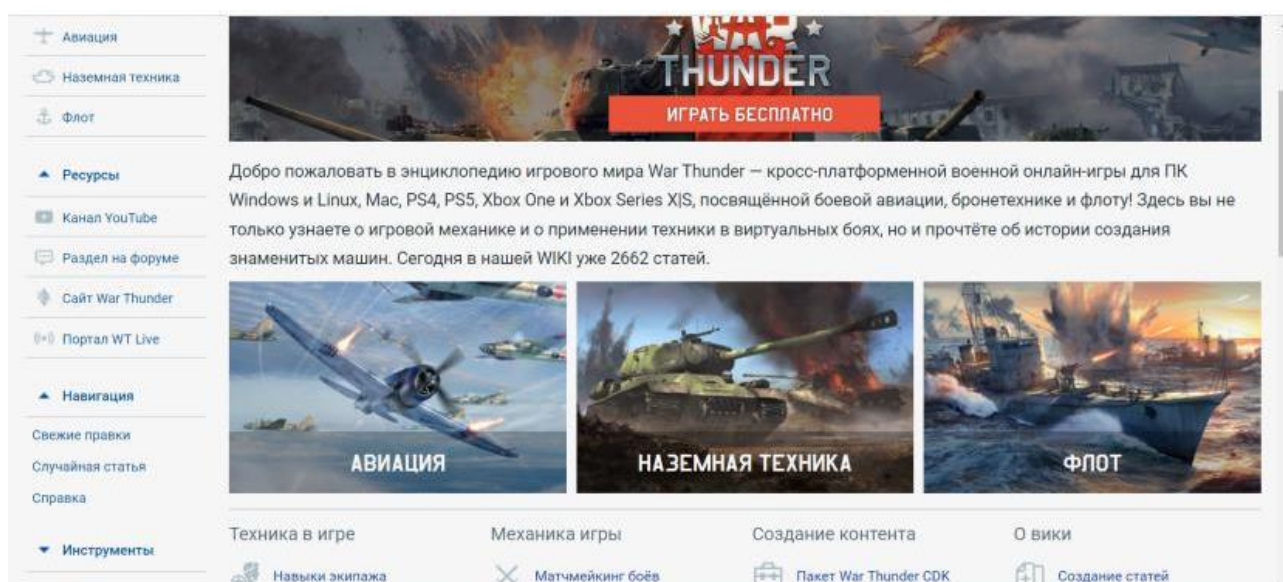 Авиация
Наземная техника
Флот
Ресурсы
Канал YouTube
Раздел на форуме
Сайт War Thunder
Портал WT Live
Навигация
Свежие правки
Случайная статья
Справка
Инструменты
WAR
THUNDER
ИГРАТЬ БЕСПЛАТНО
Добро пожаловать в энциклопедию игрового мира War Thunder — кросс-платформенной военной онлайн-игры для ПК
Windows и Linux, Mac, PS4, PS5, Xbox One и Xbox Series X|S, посвящённой боевой авиации, бронетехнике и флоту! Здесь вы не
только узнаете о игровой механике и о применении техники в виртуальных боях, но и прочтёте об истории создания
знаменитых машин. Сегодня в нашей WIKI уже 2662 статей.
АВИАЦИЯ
НАЗЕМНАЯ ТЕХНИКА
ФЛОТ
Техника в игре
Механика игры
Создание контента
О вики
Навыки экипажа
Матчмейкинг боёв
Пакет War Thunder CDK
Создание статей